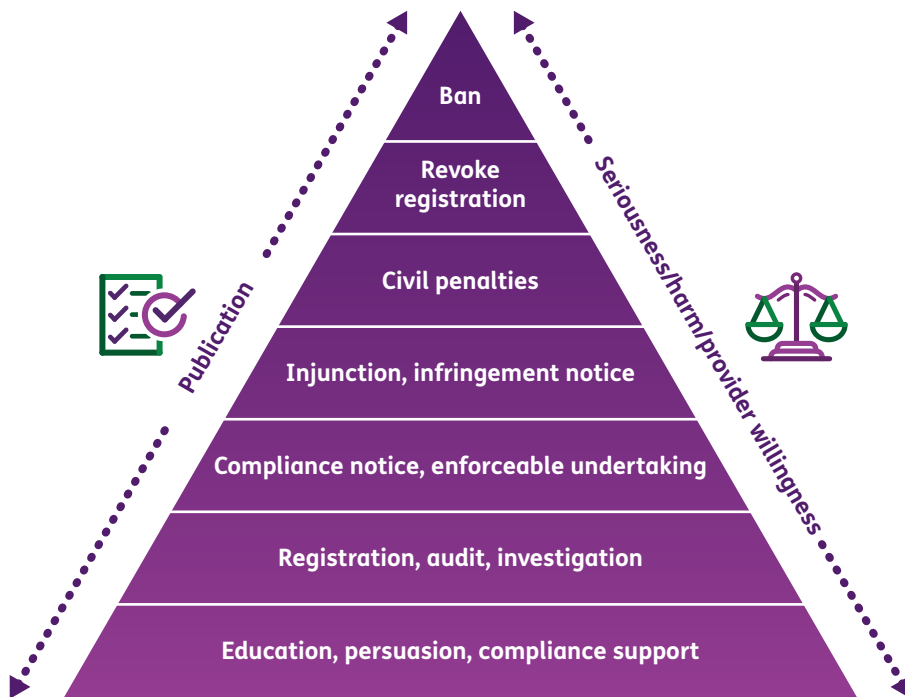 Ban
Revoke
registration
Civil penalties
Injunction, infringement notice
Compliance notice, enforceable undertaking
Registration, audit, investigation
Education, persuasion, compliance support
Publication
Seriousness/harm/provider willingness